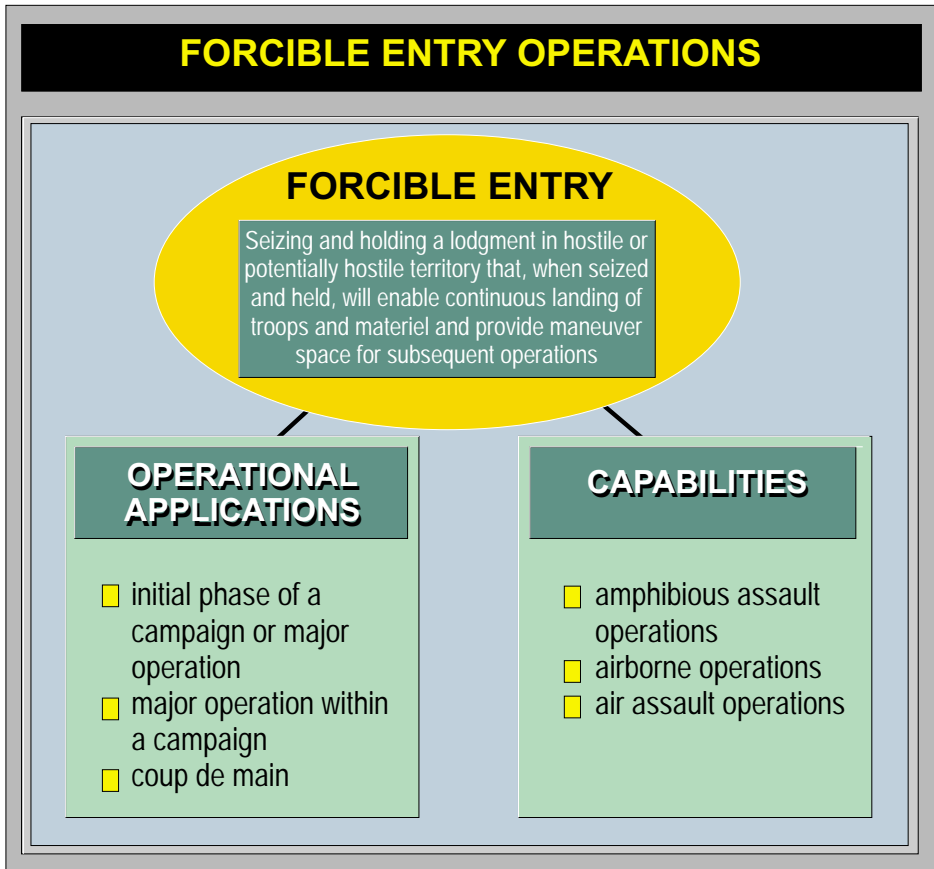 FORCIBLE ENTRY OPERATIONS
FORCIBLE ENTRY
Seizing and holding a lodgment in hostile or
potentially hostile territory that, when seized
and held, will enable continuous landing of
troops and materiel and provide maneuver
space for subsequent operations
OPERATIONAL
APPLICATIONS
initial phase of a
campaign or major
operation
major operation within
a campaign
coup de main
CAPABILITIES
amphibious assault
operations
airborne operations
air assault operations